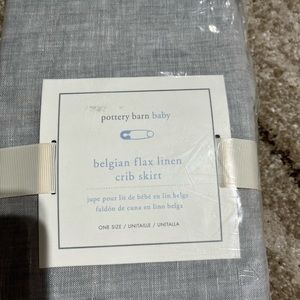 pottery barn baby
belgian flax linen
crib skirt
jupe pour lit de bébé en lin belge
faldón de cuna en lino belga
ONE SIZE / UNITAILLE / UNITALLA